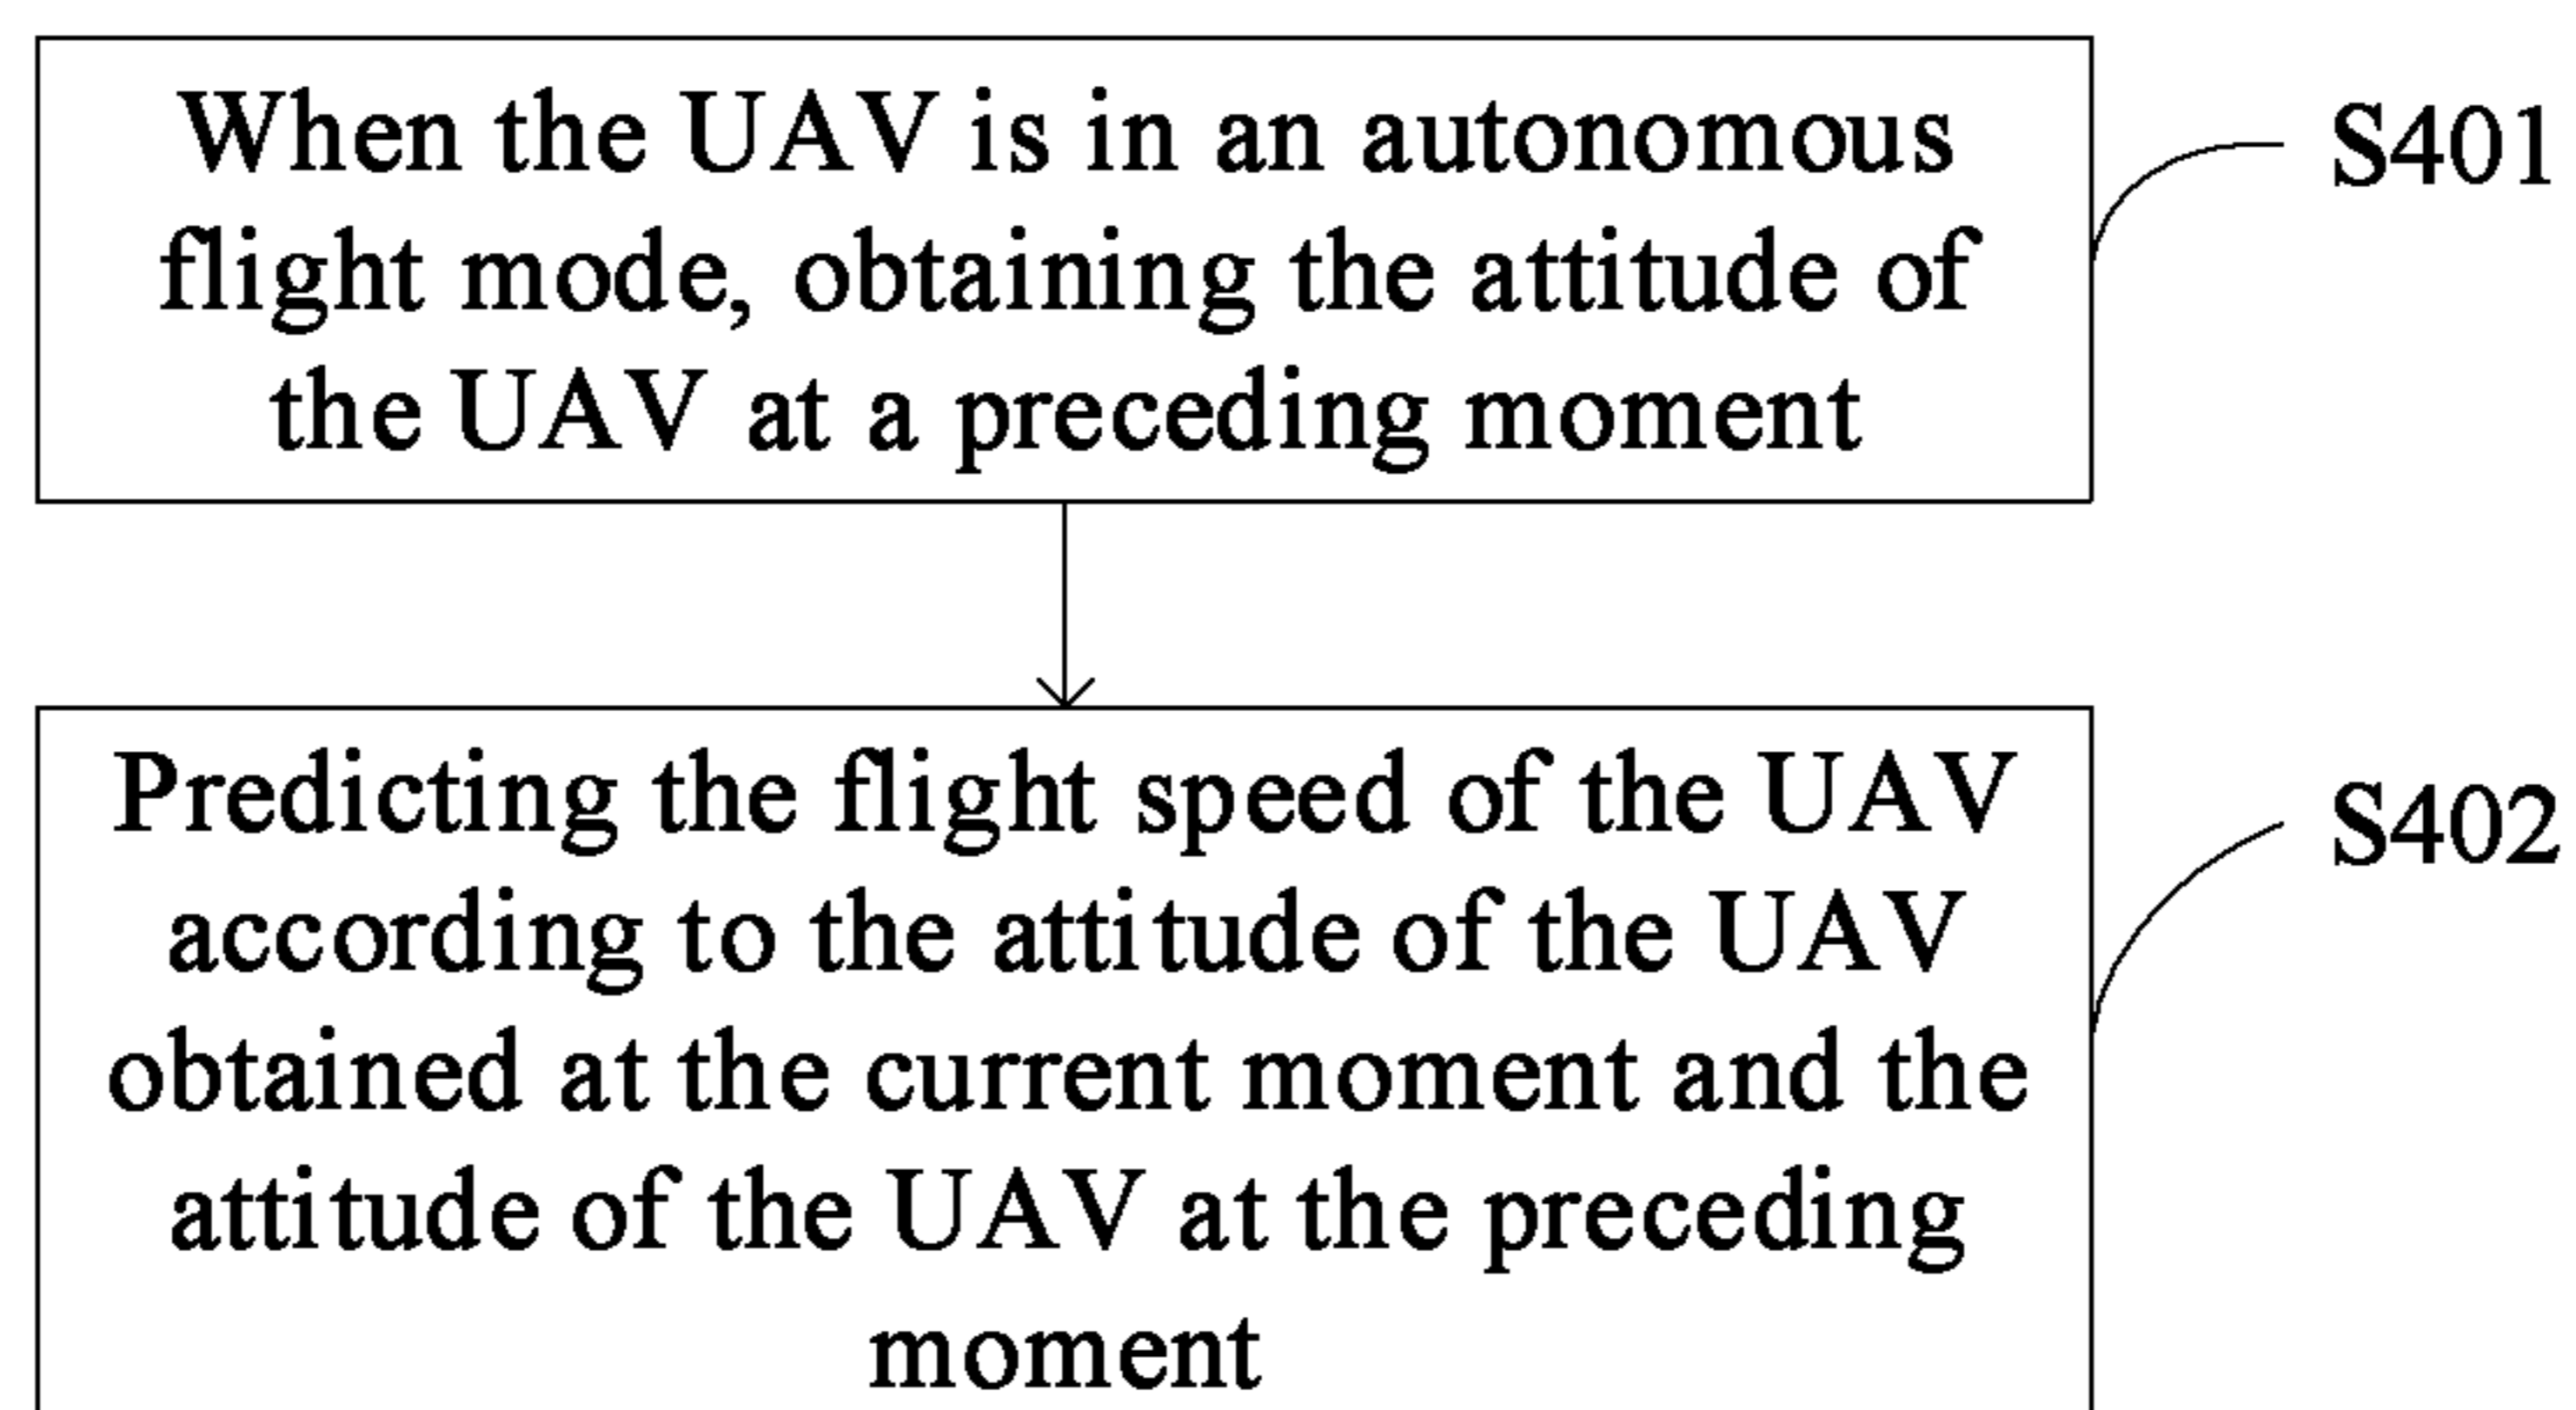 When the UAV is in an autonomous
flight mode, obtaining the attitude of
the UAV at a preceding moment
S401
Predicting the flight speed of the UAV
according to the attitude of the UAV
obtained at the current moment and the
attitude of the UAV at the preceding
moment
S402